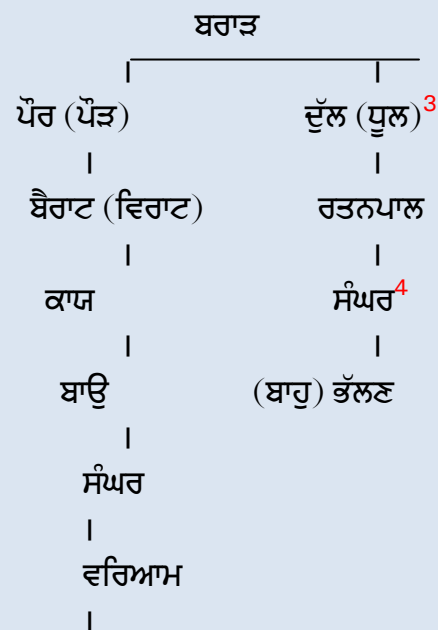 ਬਰਾੜ
ਪੌਰ (ਪੌੜ) ਦੁੱਲ (ਧੂਲ)3
ਬੈਰਾਟ (ਵਿਰਾਟ) ਰਤਨਪਾਲ
ਕਾਯ ਸੰਘਰ4
ਬਾਉ (ਬਾਹੁ) ਭੱਲਣ
ਸੰਘਰ
ਵਰਿਆਮ